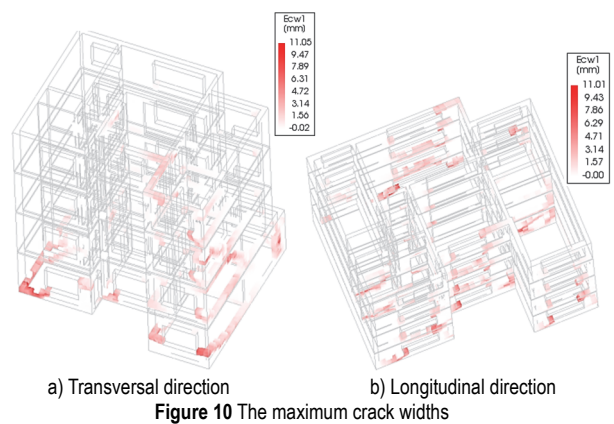 Ecw1
(mm)
11.05
9.47
7.89
6.31
4.72
3.14
1.56
-0.02
Ecw1
(mm)
11.01
9.43
7.86
6.29
4.71
3.14
1.57
-0.00
a) Transversal direction
b) Longitudinal direction
Figure 10 The maximum crack widths